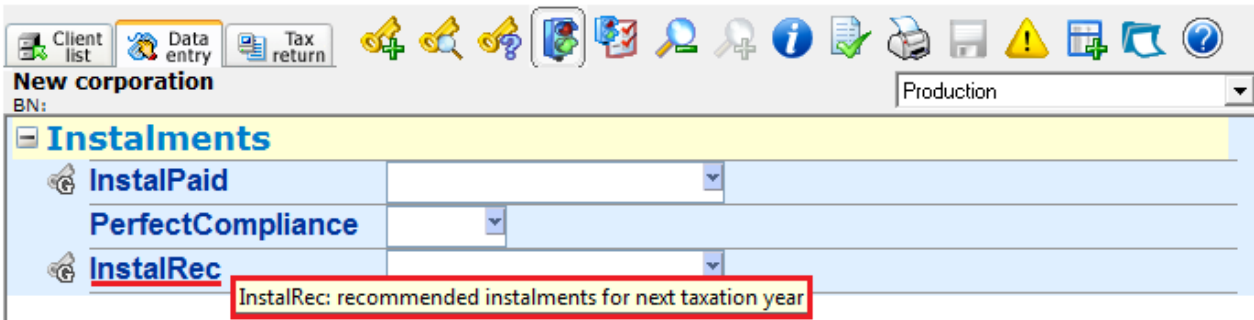 Client list
Data entry
Tax return
New corporation
BN:
Production
Instalments
InstalPaid
PerfectCompliance
InstalRec
InstalRec: recommended instalments for next taxation year